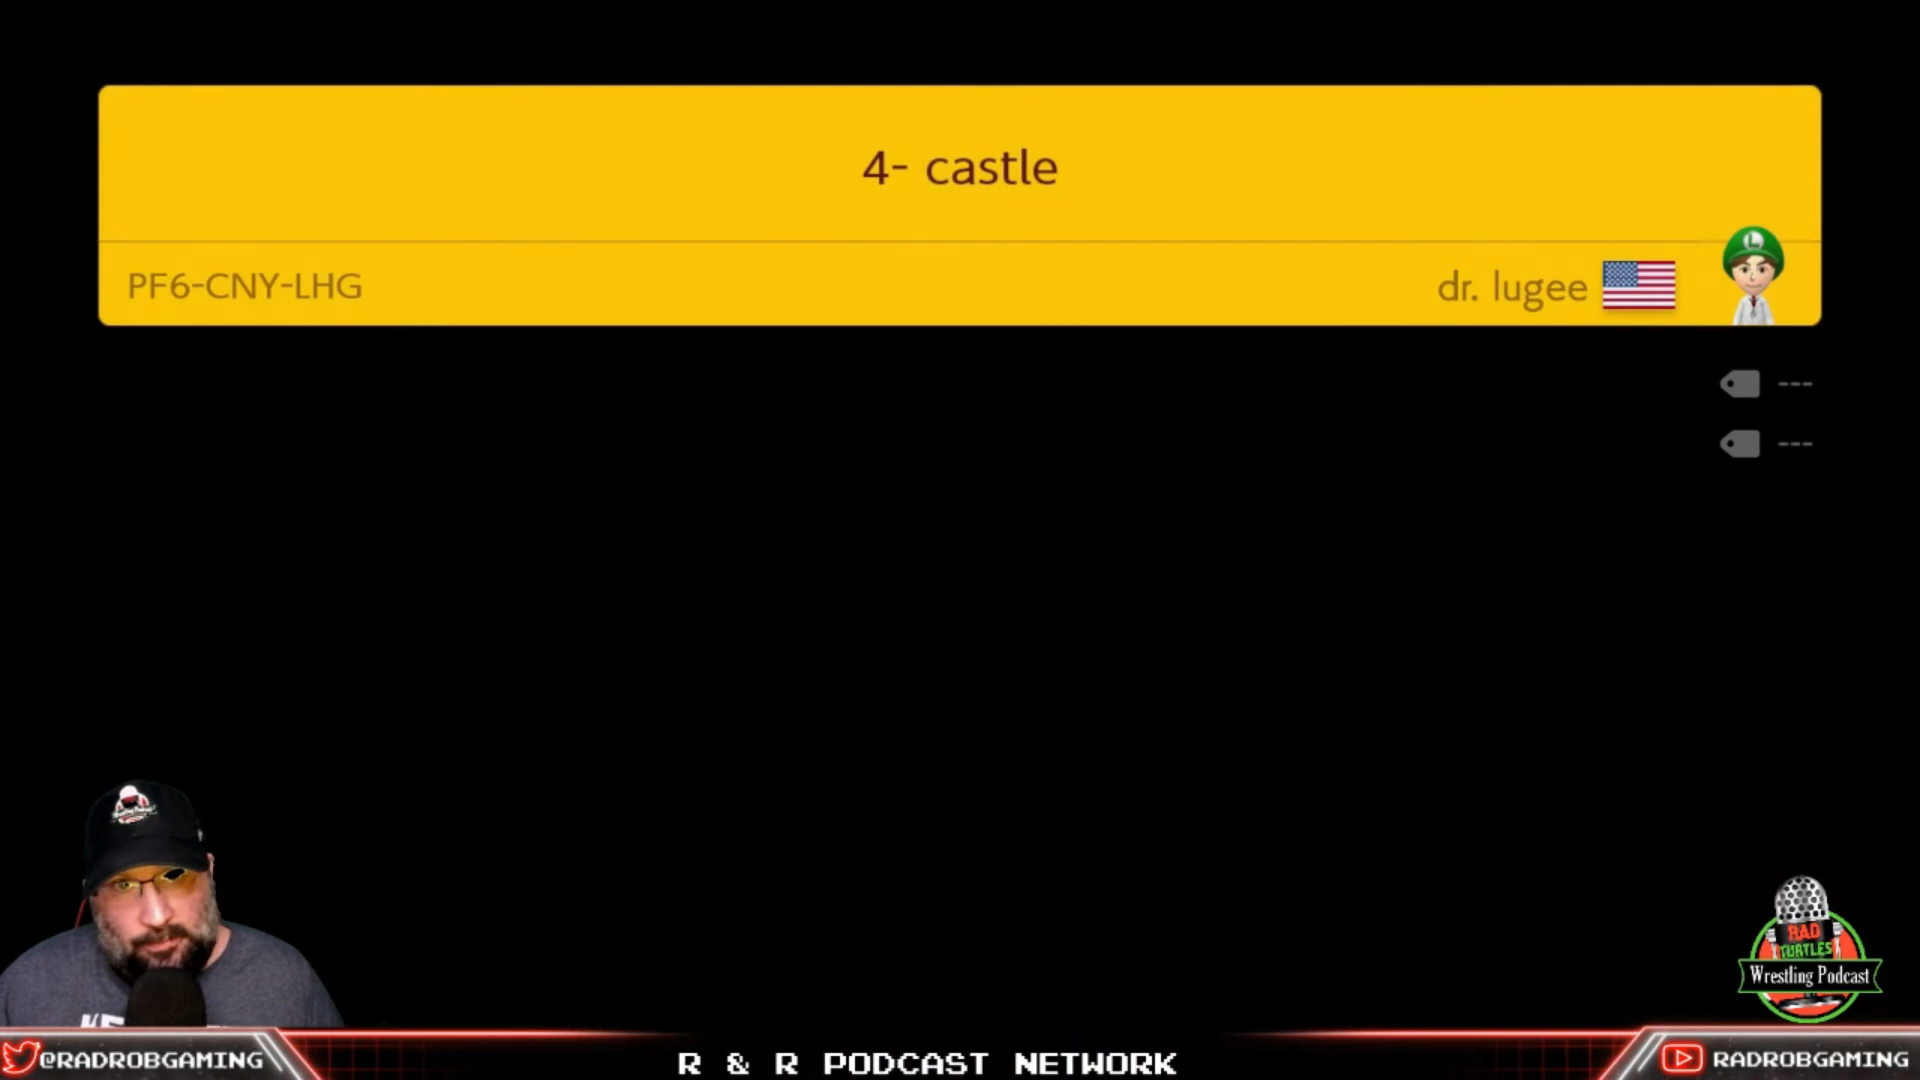 4- castle
PF6-CNY-LHG
dr. lugee
L
---
---
RAD
TURTLES
Wrestling Podcast
@RADROBGAMING
R & R PODCAST NETWORK
RADROBGAMING